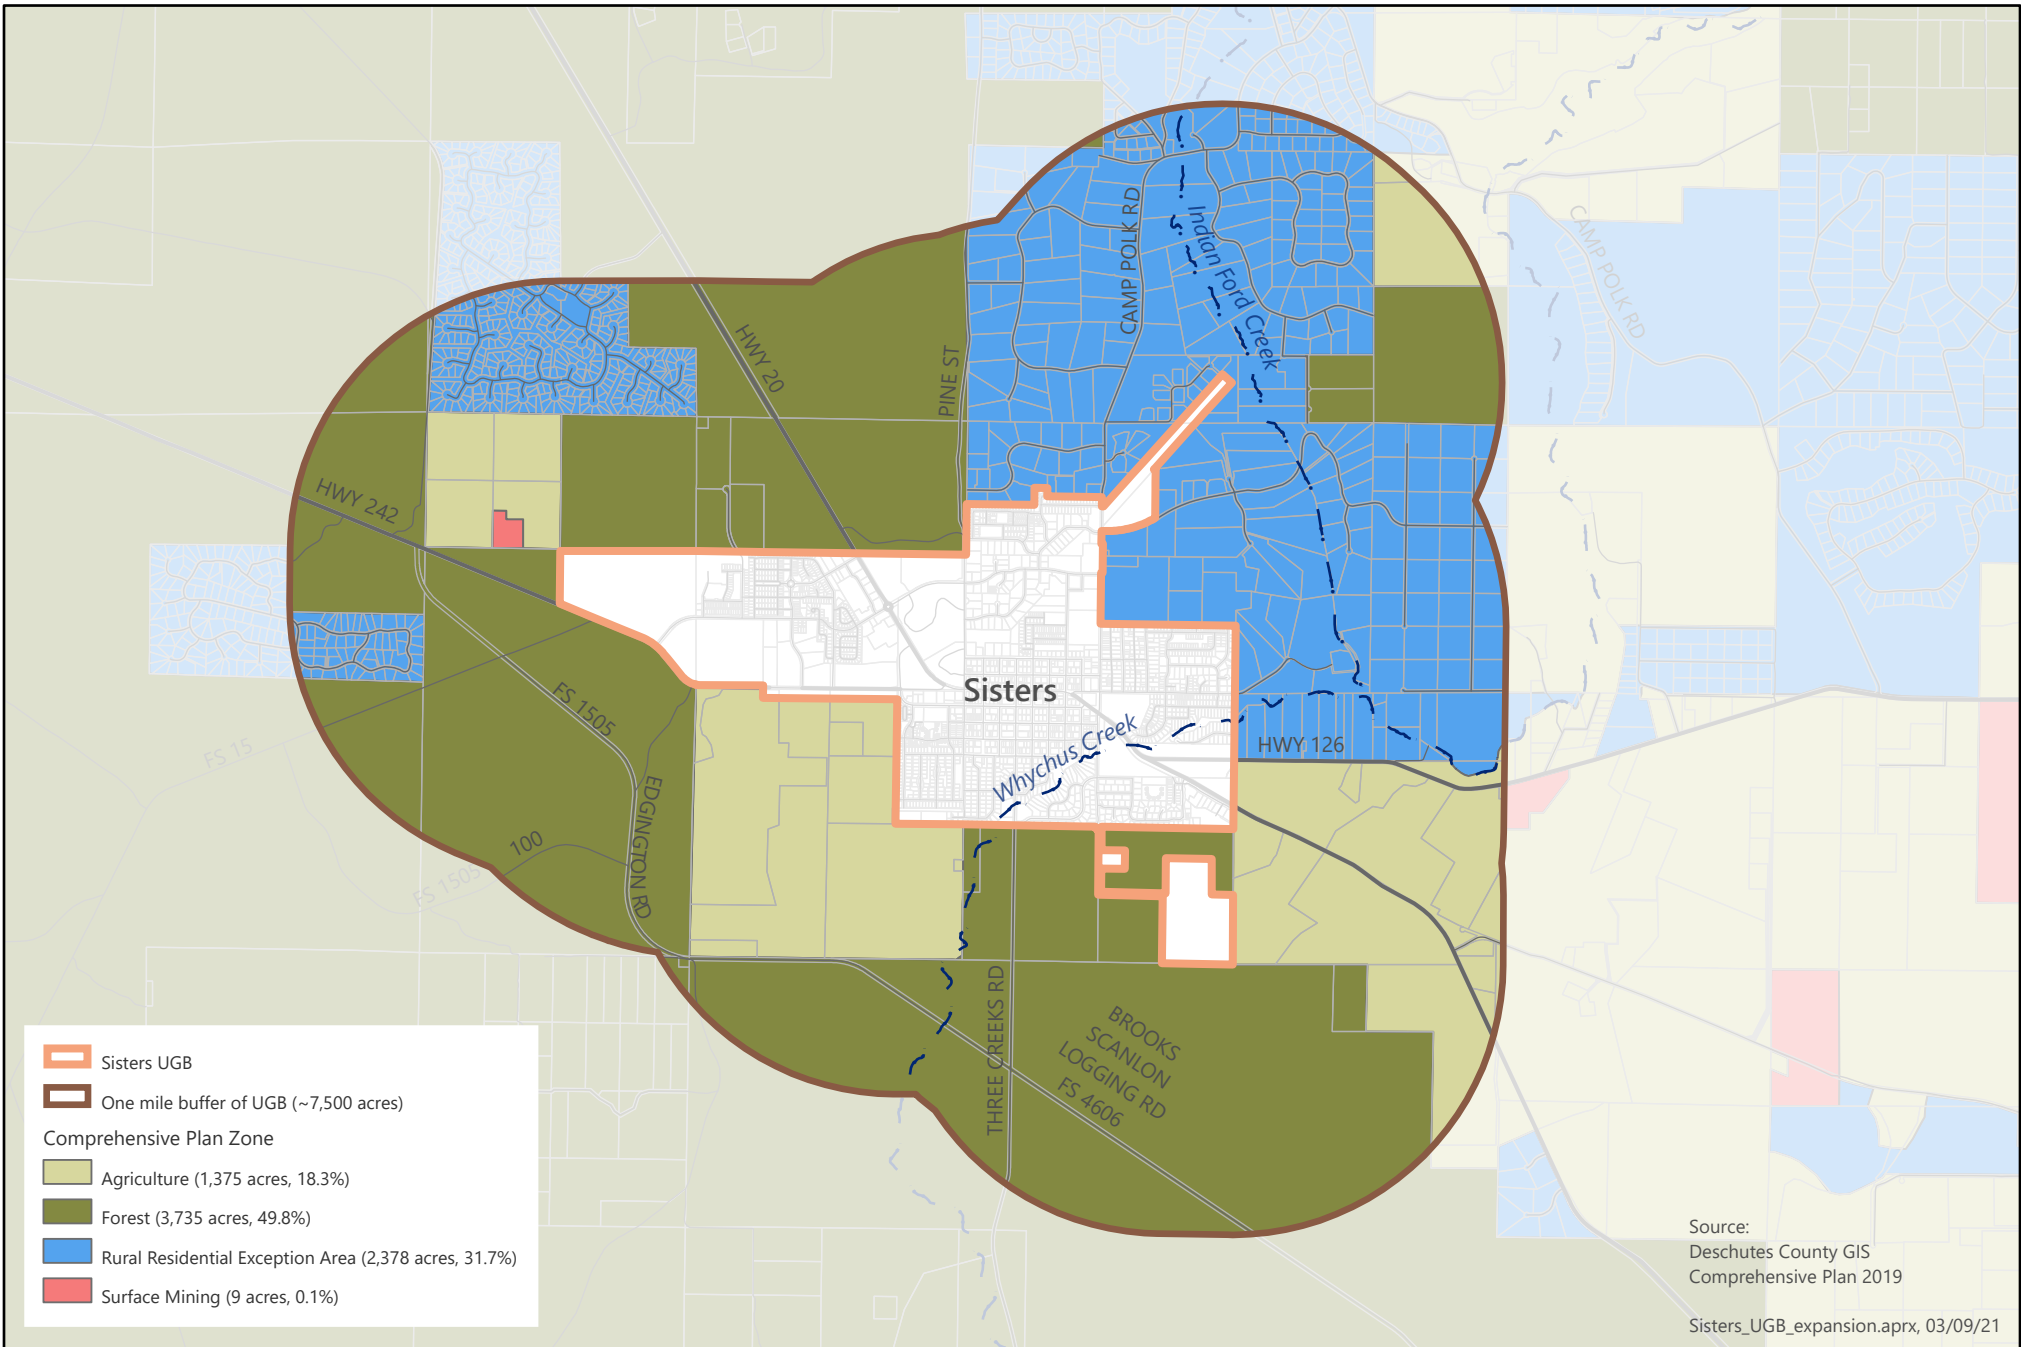 CAMP POLK RD
Indian Ford Creek
CAMP POLK RD
HWY 20
PINE ST
HWY 242
Sisters
FS 1505
Whychus Creek
HWY 126
FS 15
EDGINGTON RD
100
FS 1505
THREE CREEKS RD
BROOKS
SCANLON
LOGGING RD
FS 4606
Sisters UGB
One mile buffer of UGB (~7,500 acres)
Comprehensive Plan Zone
Agriculture (1,375 acres, 18.3%)
Forest (3,735 acres, 49.8%)
Rural Residential Exception Area (2,378 acres, 31.7%)
Surface Mining (9 acres, 0.1%)
Source:
Deschutes County GIS
Comprehensive Plan 2019
Sisters_UGB_expansion.aprx, 03/09/21